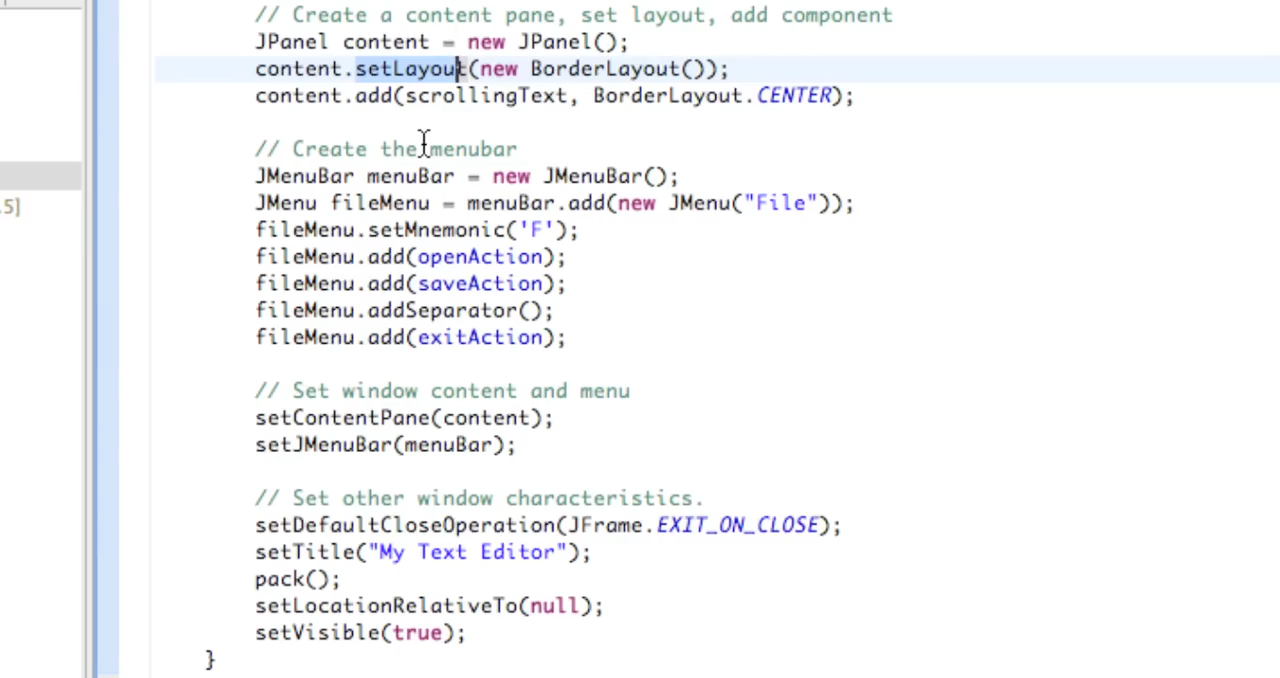 // Create a content pane, set layout, add component
JPanel content = new JPanel();
content.setLayout(new BorderLayout());
content.add(scrollingText, BorderLayout.CENTER);
// Create the menubar
JMenuBar menuBar = new JMenuBar();
JMenu fileMenu = menuBar.add(new JMenu("File"));
fileMenu.setMnemonic('F');
.5]
fileMenu.add(openAction);
fileMenu.add(saveAction);
fileMenu.addSeparator();
fileMenu.add(exitAction);
// Set window content and menu
setContentPane(content);
setJMenuBar(menuBar);
// Set other window characteristics.
setDefaultCloseOperation(JFrame.EXIT_ON_CLOSE);
setTitle("My Text Editor");
pack();
setLocationRelativeTo(null);
setVisible(true);
}